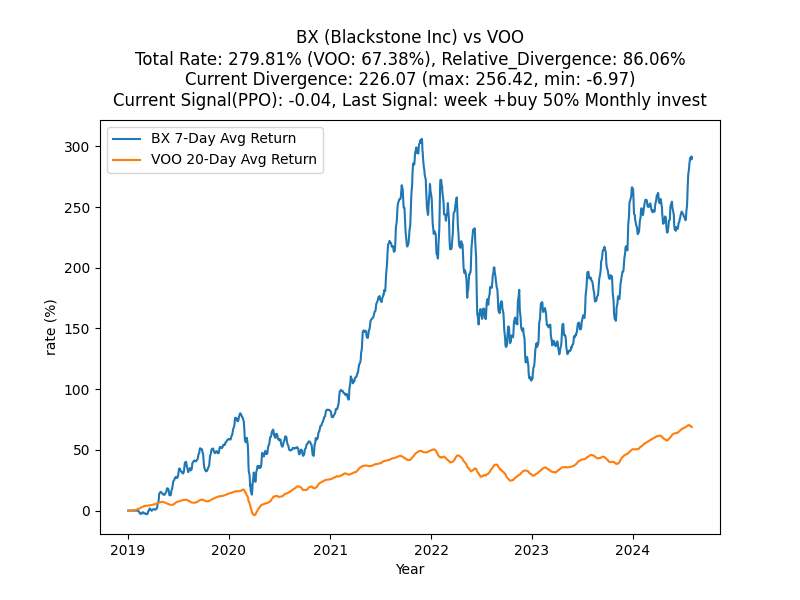 BX (Blackstone Inc) vs VOO
Total Rate: 279.81% (VOO: 67.38%), Relative_Divergence: 86.06%
Current Divergence: 226.07 (max: 256.42, min: -6.97)
Current Signal(PPO): -0.04, Last Signal: week +buy 50% Monthly invest
BX 7-Day Avg Return
VOO 20-Day Avg Return
300
250
200
150
100
50
0
rate (%)
2019 2020 2021 2022 2023 2024
Year